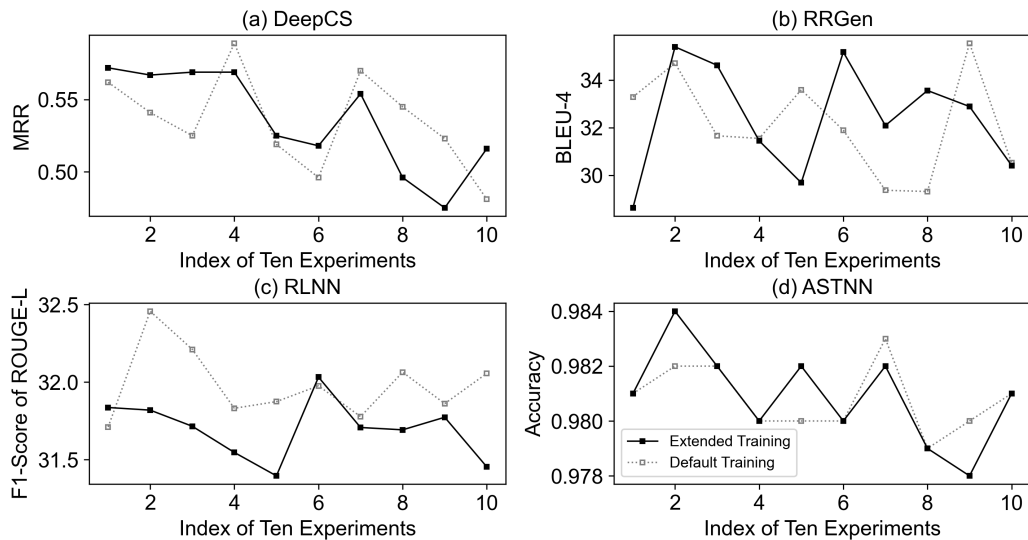 (a) DeepCS
MRR
0.55
0.50
2 4 6 8 10
Index of Ten Experiments
(b) RRGen
BLEU-4
34
32
30
2 4 6 8 10
Index of Ten Experiments
(c) RLNN
F1-Score of ROUGE-L
32.5
32.0
31.5
2 4 6 8 10
Index of Ten Experiments
(d) ASTNN
Accuracy
0.984
0.982
0.980
0.978
Extended Training
Default Training
2 4 6 8 10
Index of Ten Experiments